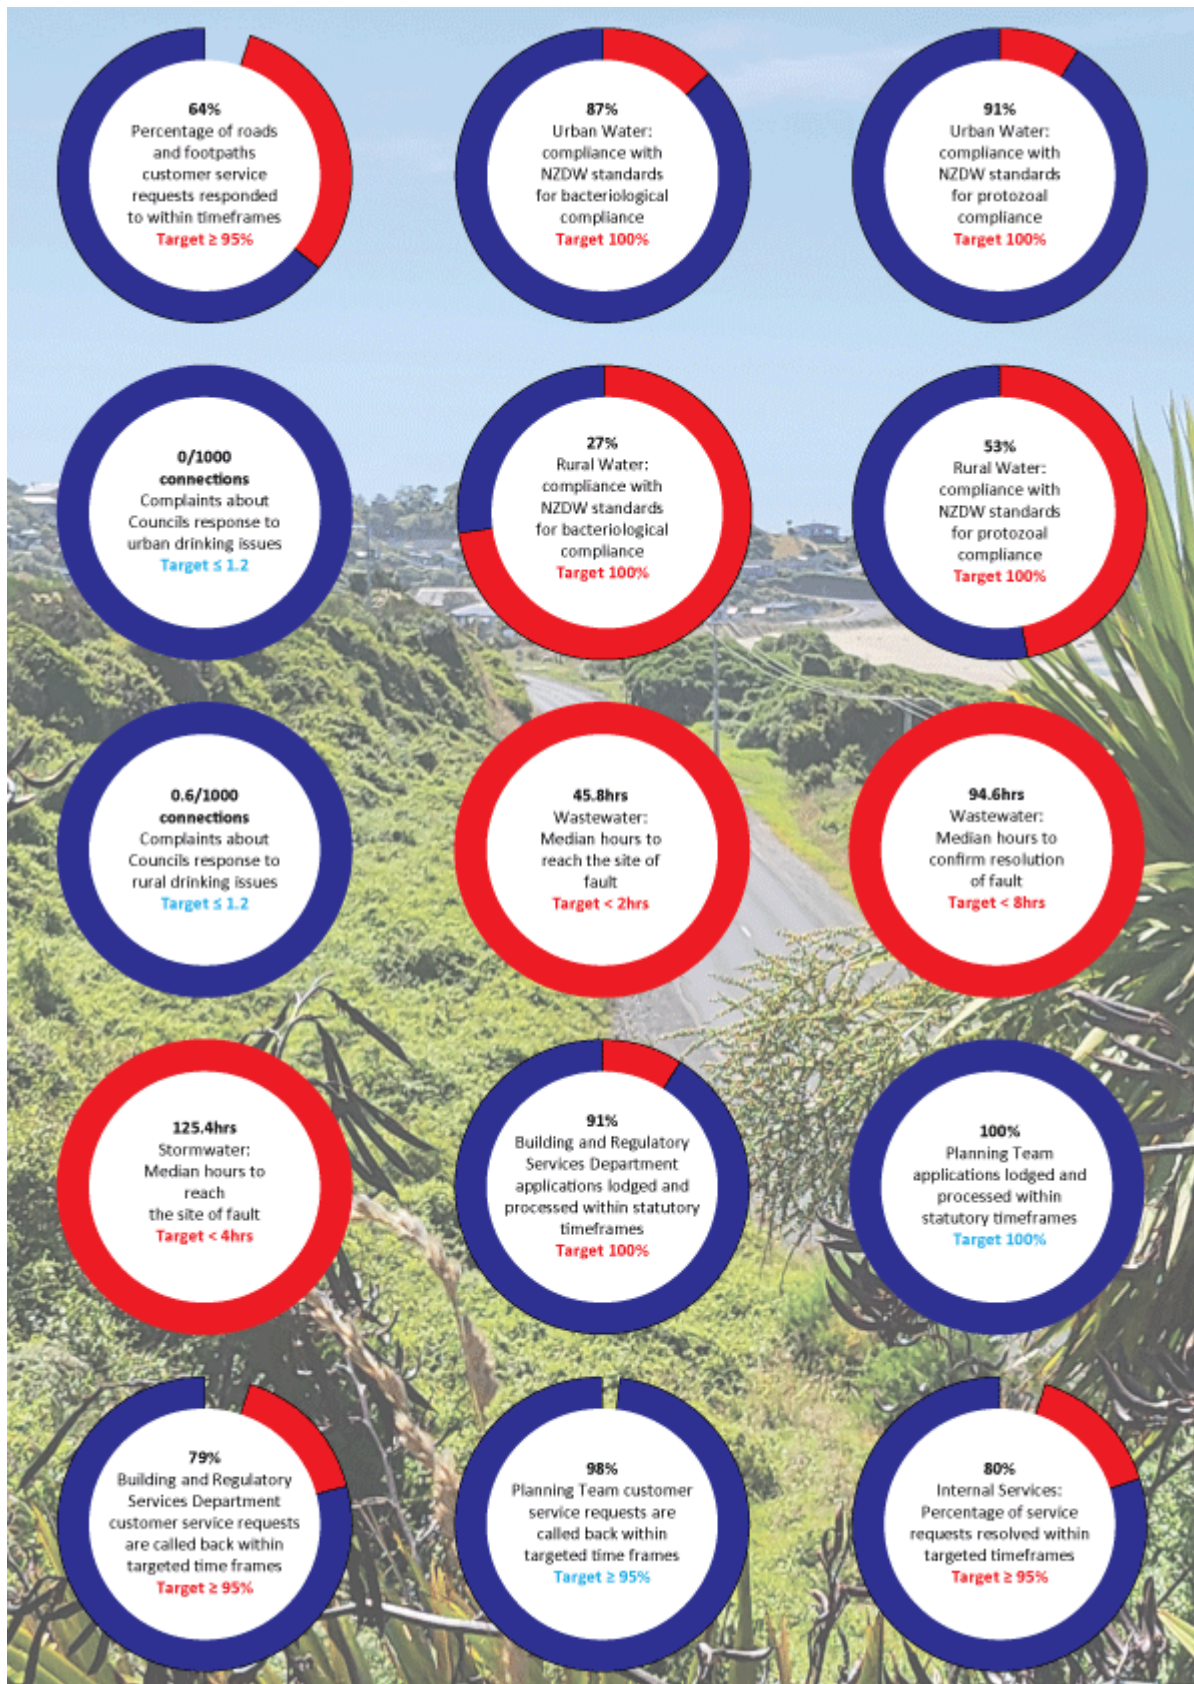 64%
Percentage of roads
and footpaths
customer service
requests responded
to within timeframes
Target ≥ 95%
87%
Urban Water:
compliance with
NZDW standards
for bacteriological
compliance
Target 100%
91%
Urban Water:
compliance with
NZDW standards
for protozoal
compliance
Target 100%
0/1000
connections
Complaints about
Councils response to
urban drinking issues
Target ≤ 1.2
27%
Rural Water:
compliance with
NZDW standards
for bacteriological
compliance
Target 100%
53%
Rural Water:
compliance with
NZDW standards
for protozoal
compliance
Target 100%
0.6/1000
connections
Complaints about
Councils response to
rural drinking issues
Target ≤ 1.2
45.8hrs
Wastewater:
Median hours to
reach the site of
fault
Target < 2hrs
94.6hrs
Wastewater:
Median hours to
confirm resolution
of fault
Target < 8hrs
125.4hrs
Stormwater:
Median hours to
reach
the site of fault
Target < 4hrs
91%
Building and Regulatory
Services Department
applications lodged and
processed within statutory
timeframes
Target 100%
100%
Planning Team
applications lodged and
processed within
statutory timeframes
Target 100%
79%
Building and Regulatory
Services Department
customer service requests
are called back within
targeted time frames
Target ≥ 95%
98%
Planning Team customer
service requests are
called back within
targeted time frames
Target ≥ 95%
80%
Internal Services:
Percentage of service
requests resolved within
targeted timeframes
Target ≥ 95%